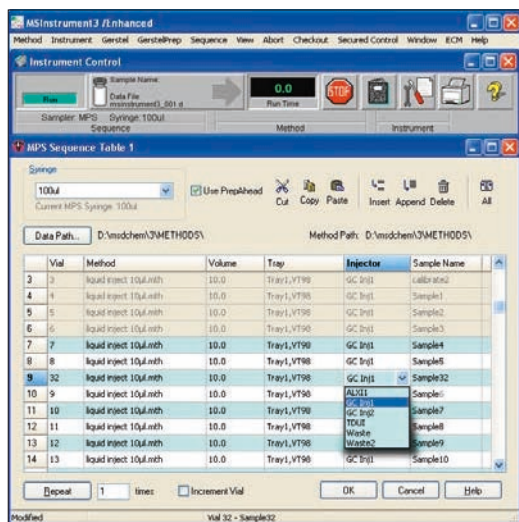 MSInstrument3 /Enhanced
Method Instrument Gerstel GerstelPrep Sequence View Abort Checkout Secured Control Window ECM Help
Instrument Control
Run
Sample Name:
Data File
msinstrument3_001.d
0.0
Run Time
STOP
Sampler: MPS Syringe: 100ul
Sequence Method Instrument
MPS Sequence Table 1
Syringe
100ul
Current MPS Syringe: 100ul
Use PrepAhead
Cut Copy Paste Insert Append Delete All
Data Path... D:\msdchem\3\METHODS\ Method Path: D:\msdchem\3\METHODS\
Vial Method Volume Tray Injector Sample Name
3 3 liquid inject 10µl.mth 10.0 Tray1,VT98 GC Inj1 calibrate2
4 4 liquid inject 10µl.mth 10.0 Tray1,VT98 GC Inj1 Sample1
5 5 liquid inject 10µl.mth 10.0 Tray1,VT98 GC Inj1 Sample2
6 6 liquid inject 10µl.mth 10.0 Tray1,VT98 GC Inj1 Sample3
7 7 liquid inject 10µl.mth 10.0 Tray1,VT98 GC Inj1 Sample4
8 8 liquid inject 10µl.mth 10.0 Tray1,VT98 GC Inj1 Sample5
9 32 liquid inject 10µl.mth 10.0 Tray1,VT98 GC Inj1 Sample32
10 9 liquid inject 10µl.mth 10.0 Tray1,VT98 ALXII Sample6
GC Inj1
11 10 liquid inject 10µl.mth 10.0 Tray1,VT98 GC Inj2 Sample7
TDUI
12 11 liquid inject 10µl.mth 10.0 Tray1,VT98 Waste Sample8
13 12 liquid inject 10µl.mth 10.0 Tray1,VT98 Waste2 Sample9
14 13 liquid inject 10µl.mth 10.0 Tray1,VT98 GC Inj1 Sample10
Repeat 1 times Increment Vial OK Cancel Help
Modified Vial 32 - Sample32